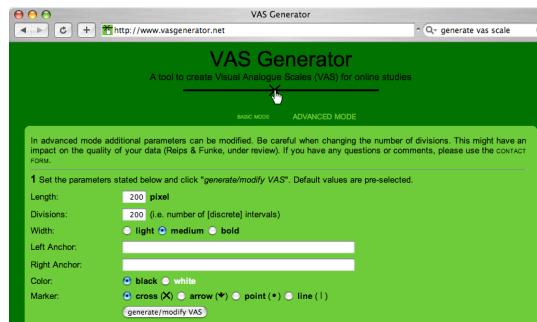 VAS Generator
http://www.vasgenerator.net
generate vas scale
VAS Generator
A tool to create Visual Analogue Scales (VAS) for online studies
BASIC MODE ADVANCED MODE
In advanced mode additional parameters can be modified. Be careful when changing the number of divisions. This might have an
impact on the quality of your data (Reips & Funke, under review). If you have any questions or comments, please use the CONTACT
FORM.
1 Set the parameters stated below and click "generate/modify VAS". Default values are pre-selected.
Length: 200 pixel
Divisions: 200 (i.e. number of [discrete] intervals)
Width: light medium bold
Left Anchor:
Right Anchor:
Color: black white
Marker: cross (X) arrow (🡻) point (•) line (|)
generate/modify VAS